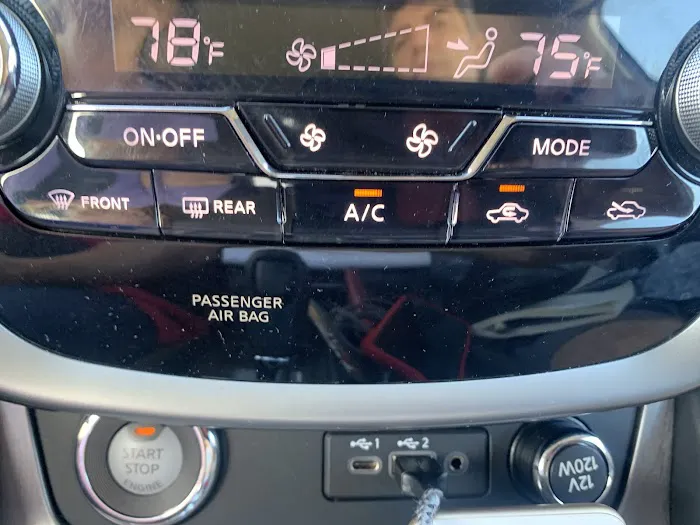 78°F 75°F
ON•OFF MODE
FRONT REAR A/C
PASSENGER
AIR BAG
1 2
START
STOP
ENGINE
12V
120W